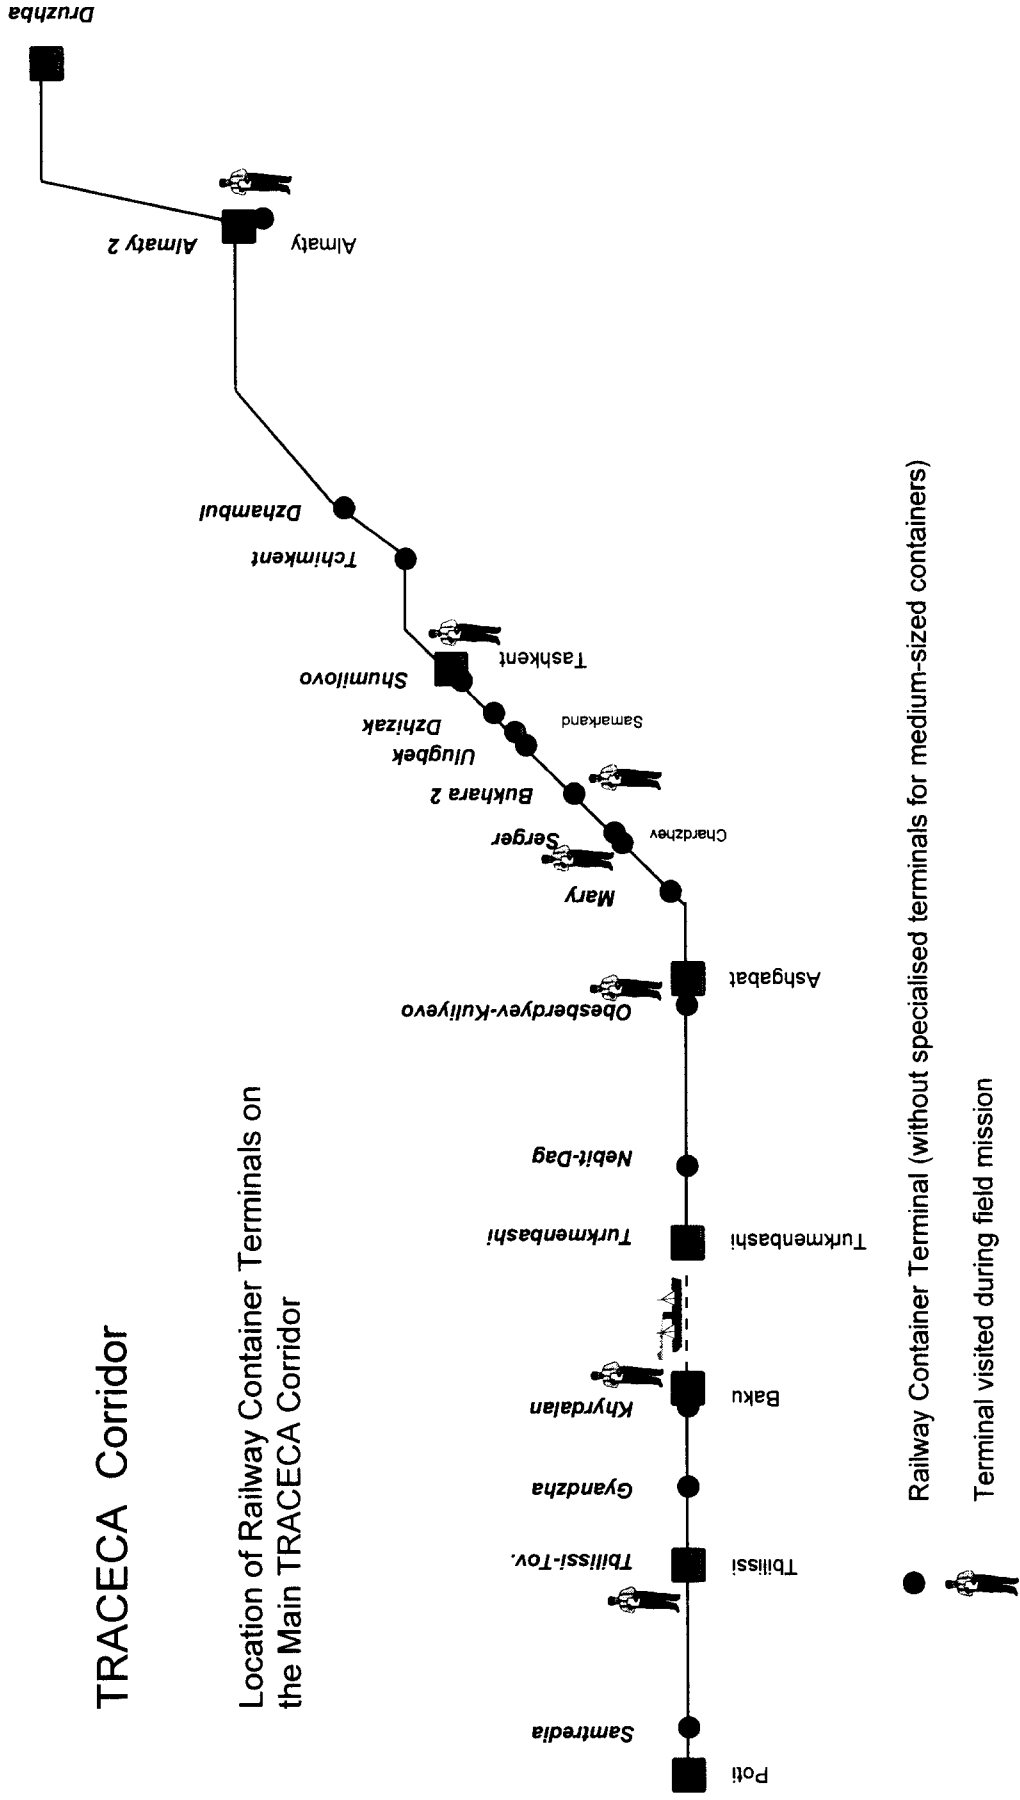 TRACECA Corridor
Location of Railway Container Terminals on
the Main TRACECA Corridor
Druzhba
Almaty 2
Almaty
Dzhambul
Tchimkent
Shumilovo
Tashkent
Dzhizak
Ulugbek
Samarkand
Bukhara 2
Serger
Chardzhev
Mary
Obesberdyev-Kuliyevo
Ashgabat
Nebit-Dag
Turkmenbashi
Turkmenbashi
Khyrdalan
Baku
Gyandzha
Tbilissi-Tov.
Tbilissi
Samtredia
Poti
Railway Container Terminal (without specialised terminals for medium-sized containers)
Terminal visited during field mission